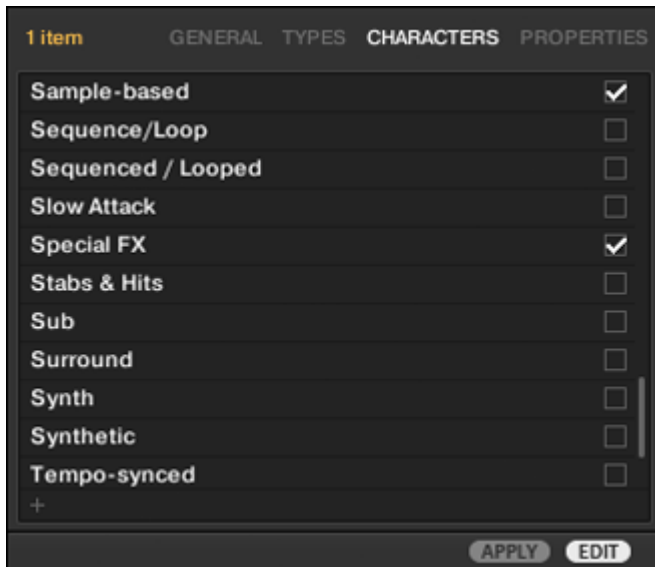 1 item GENERAL TYPES CHARACTERS PROPERTIES
Sample-based
Sequence/Loop
Sequenced / Looped
Slow Attack
Special FX
Stabs & Hits
Sub
Surround
Synth
Synthetic
Tempo-synced
+
APPLY EDIT